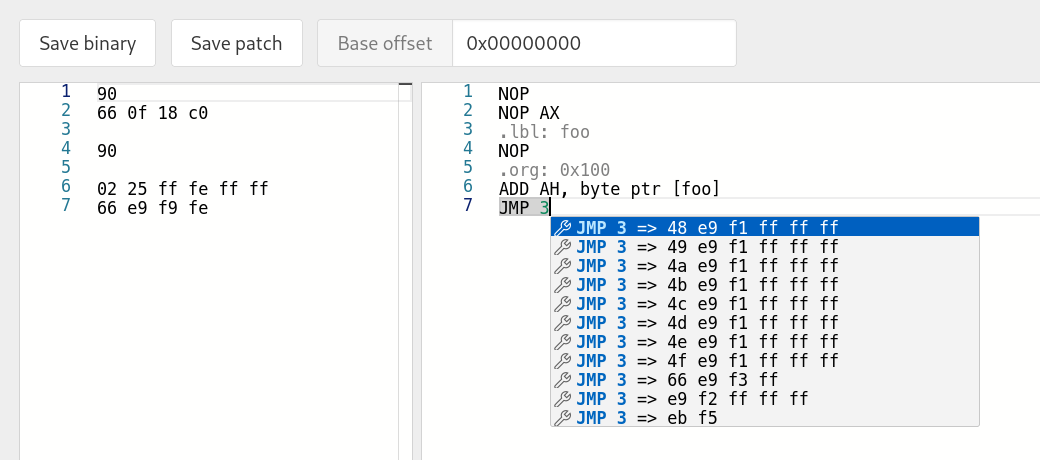 Save binary Save patch Base offset 0x00000000
1 90
2 66 0f 18 c0
3
4 90
5
6 02 25 ff fe ff ff
7 66 e9 f9 fe
1 NOP
2 NOP AX
3 .lbl: foo
4 NOP
5 .org: 0x100
6 ADD AH, byte ptr [foo]
7 JMP 3
JMP 3 => 48 e9 f1 ff ff ff
JMP 3 => 49 e9 f1 ff ff ff
JMP 3 => 4a e9 f1 ff ff ff
JMP 3 => 4b e9 f1 ff ff ff
JMP 3 => 4c e9 f1 ff ff ff
JMP 3 => 4d e9 f1 ff ff ff
JMP 3 => 4e e9 f1 ff ff ff
JMP 3 => 4f e9 f1 ff ff ff
JMP 3 => 66 e9 f3 ff
JMP 3 => e9 f2 ff ff ff
JMP 3 => eb f5